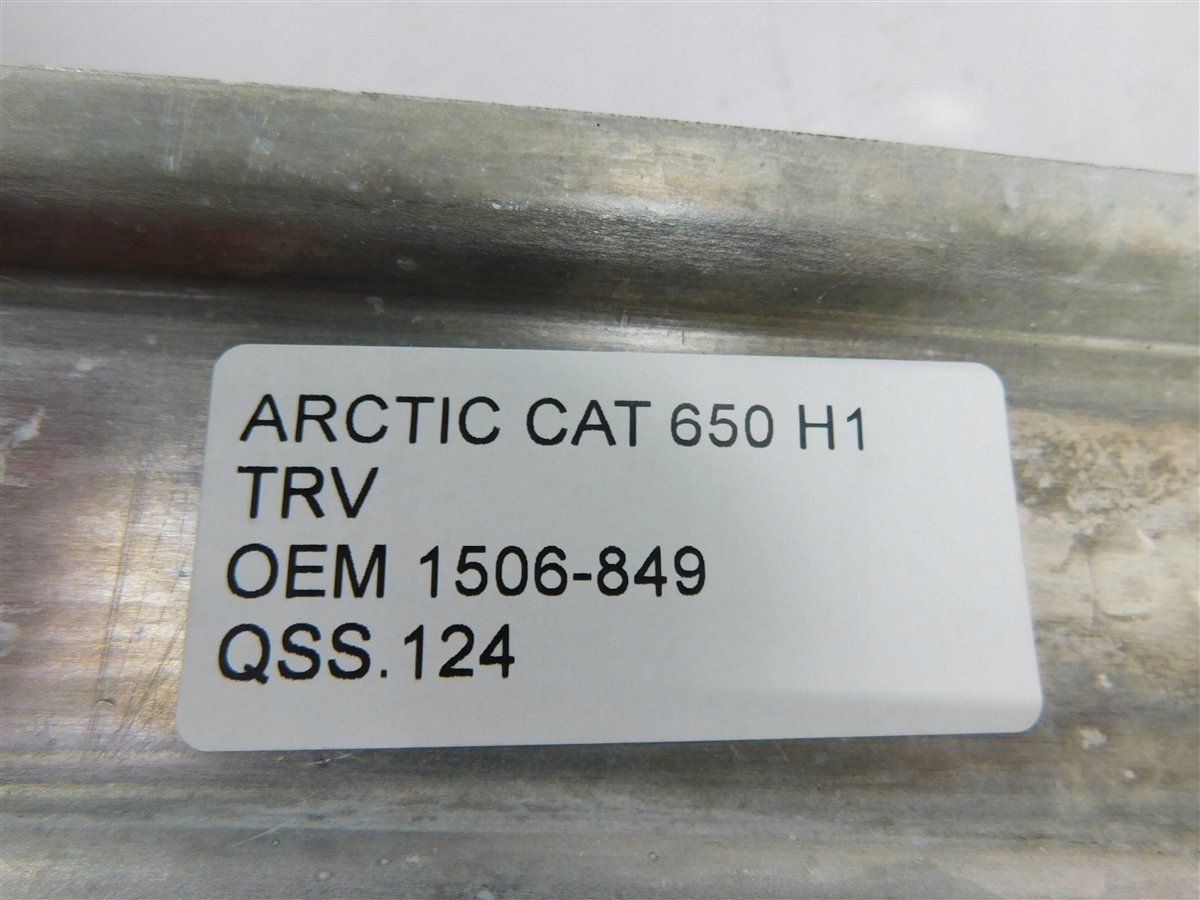 ARCTIC CAT 650 H1
TRV
OEM 1506-849
QSS.124